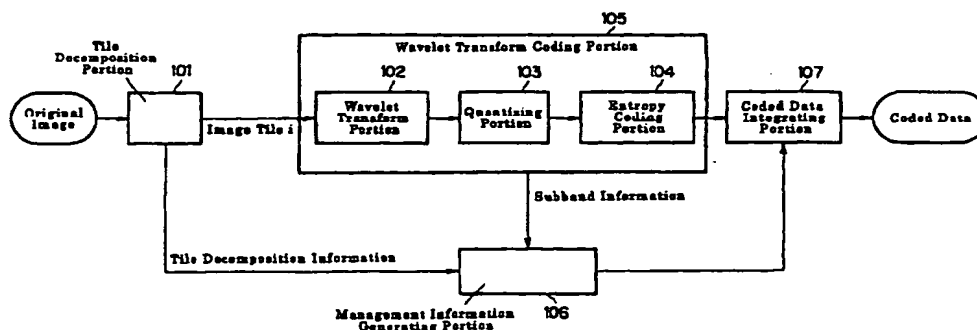 105
Tile
Decomposition
Portion
101
Wavelet Transform Coding Portion
102
103
104
107
Original
Image
Wavelet
Transform
Portion
Quantizing
Portion
Entropy
Coding
Portion
Coded Data
Integrating
Portion
Coded Data
Image Tile i
Subband Information
Tile Decomposition Information
106
Management Information
Generating Portion